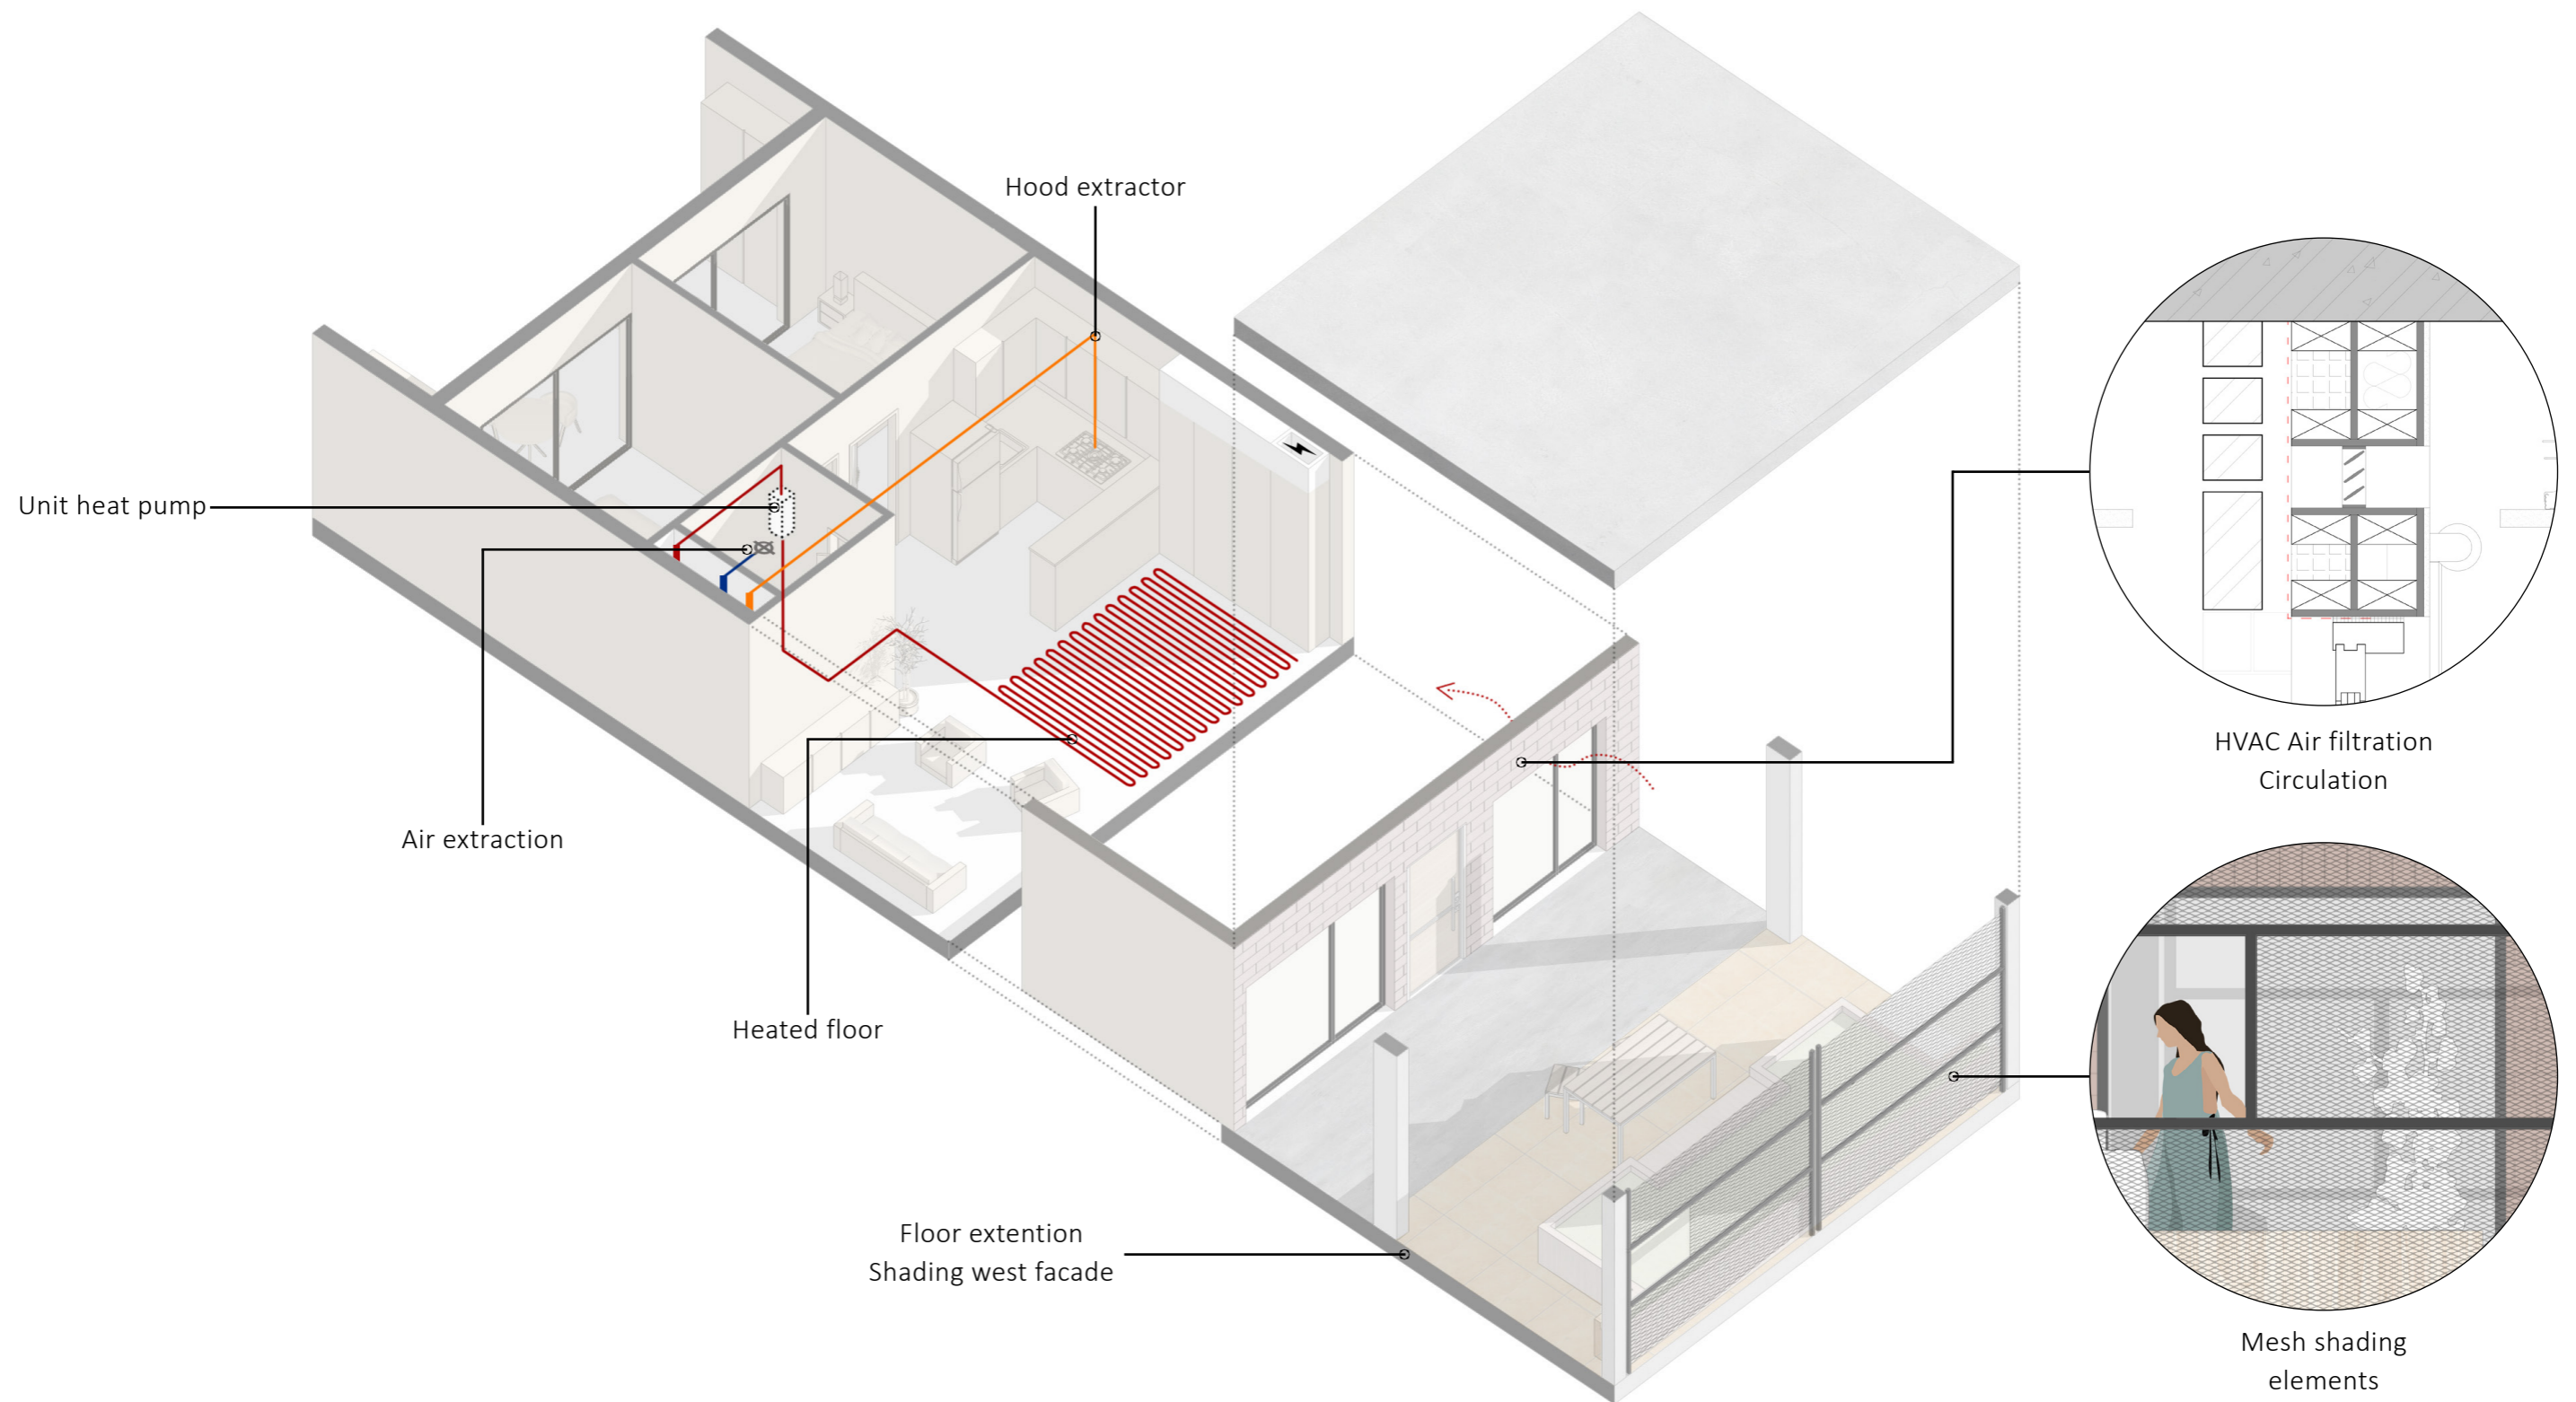 Hood extractor
Unit heat pump
Air extraction
HVAC Air filtration
Circulation
Heated floor
Floor extention
Shading west facade
Mesh shading
elements